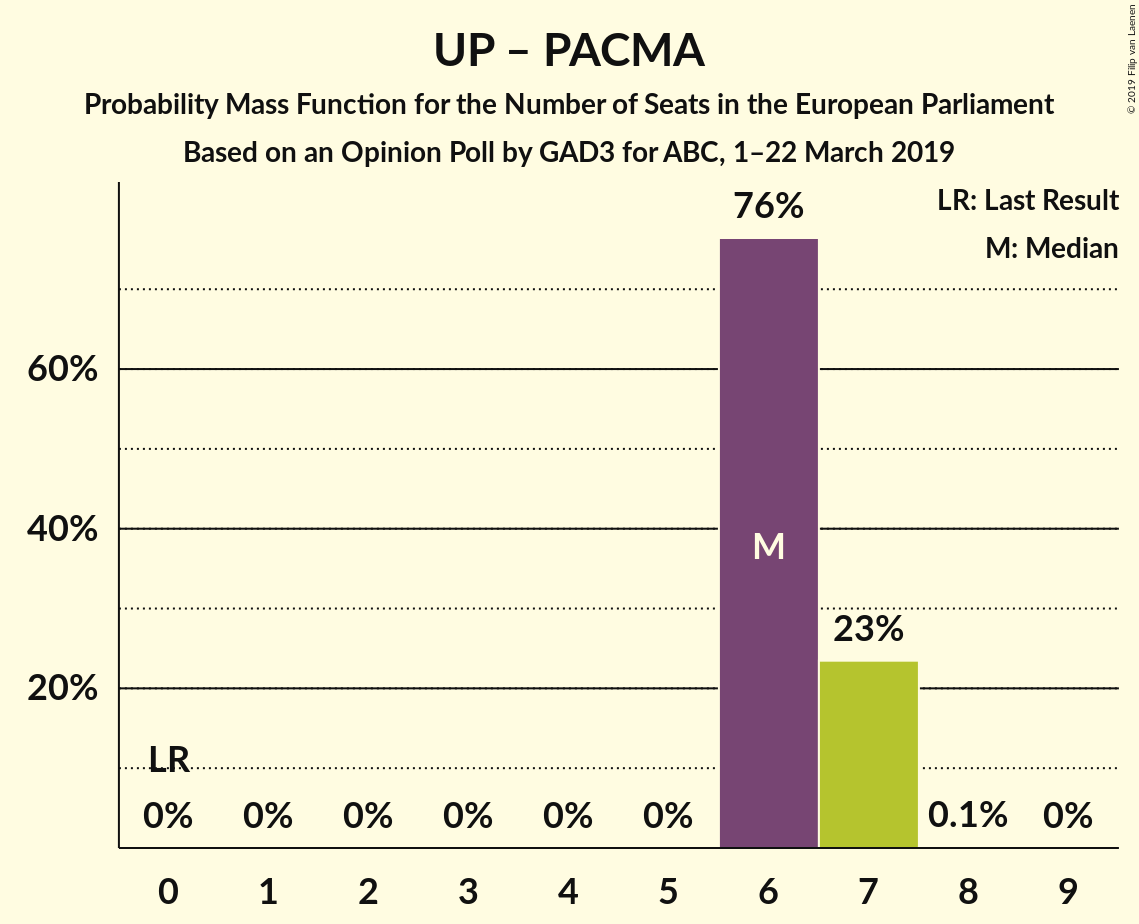 UP – PACMA
Probability Mass Function for the Number of Seats in the European Parliament
Based on an Opinion Poll by GAD3 for ABC, 1–22 March 2019
© 2019 Filip van Laenen
LR: Last Result
M: Median
76%
60%
40%
M
23%
20%
LR
0% 0% 0% 0% 0% 0% 0.1% 0%
0 1 2 3 4 5 6 7 8 9